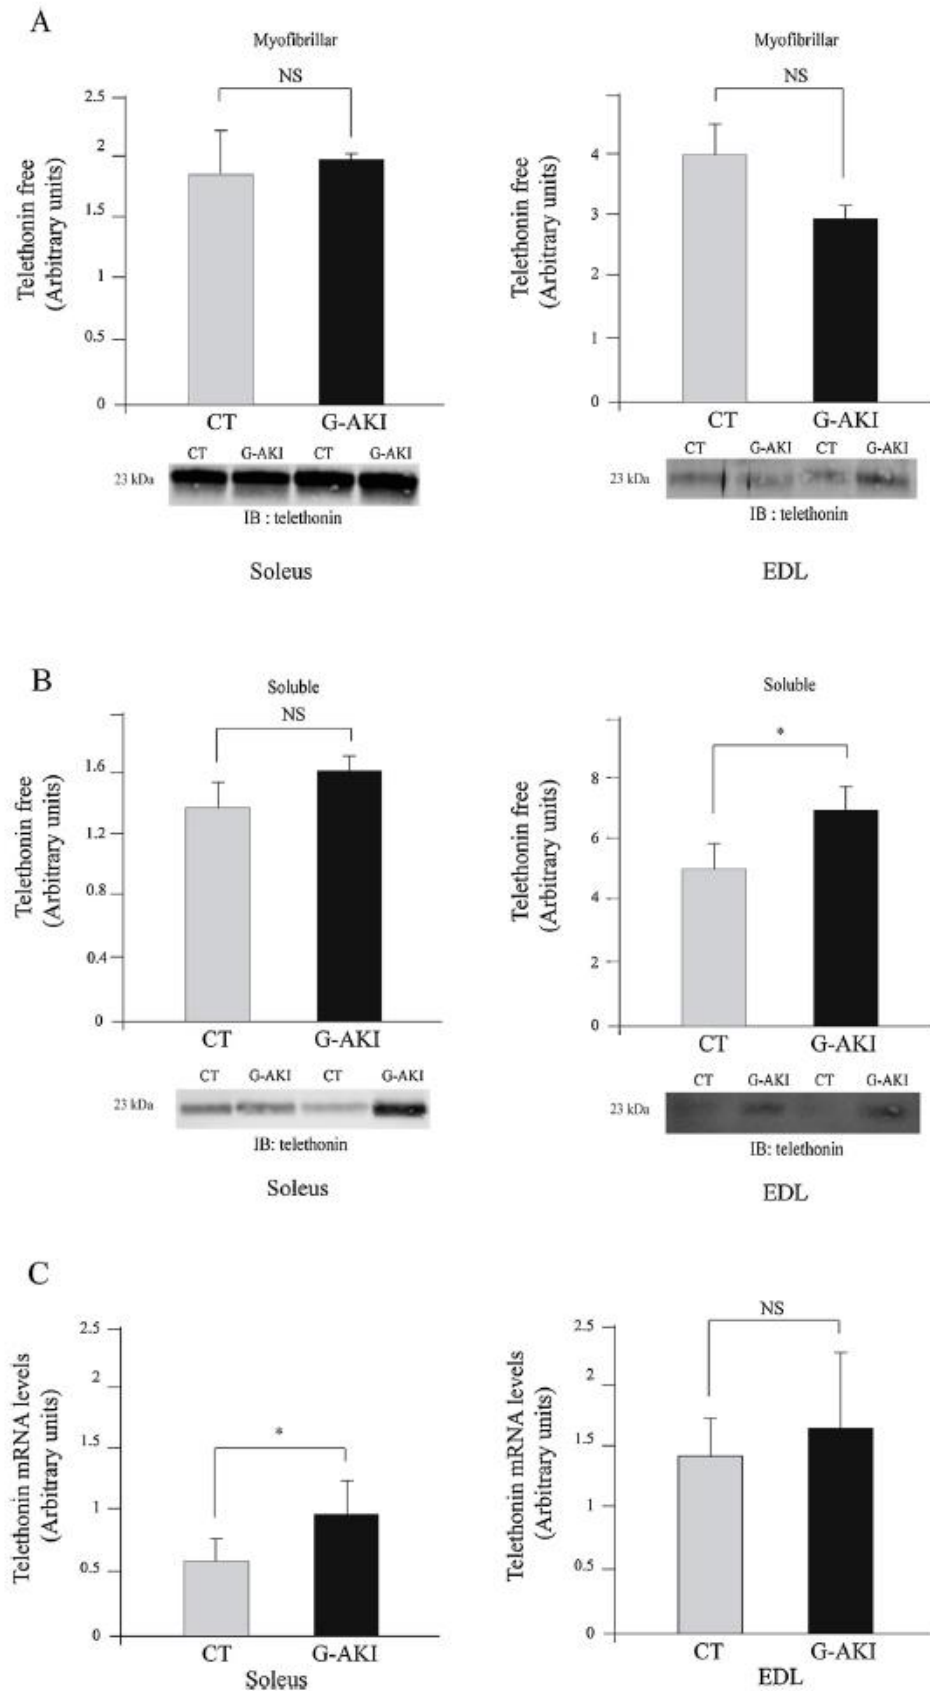 A
Myofibrillar
NS
2.5
2
1.5
1
0.5
0
Telethonin free
(Arbitrary units)
CT
G-AKI
CT G-AKI CT G-AKI
23 kDa
IB : telethonin
Soleus
Myofibrillar
NS
4
3
2
1
0
Telethonin free
(Arbitrary units)
CT
G-AKI
CT G-AKI CT G-AKI
23 kDa
IB : telethonin
EDL
B
Soluble
NS
1.6
1.2
0.8
0.4
0
Telethonin free
(Arbitrary units)
CT
G-AKI
CT G-AKI CT G-AKI
23 kDa
IB: telethonin
Soleus
Soluble
*
8
6
4
2
0
Telethonin free
(Arbitrary units)
CT
G-AKI
CT G-AKI CT G-AKI
23 kDa
IB: telethonin
EDL
C
2.5
2
1.5
1
0.5
0
*
Telethonin mRNA levels
(Arbitrary units)
CT
G-AKI
Soleus
NS
2.5
2
1.5
1
0.5
0
Telethonin mRNA levels
(Arbitrary units)
CT
G-AKI
EDL